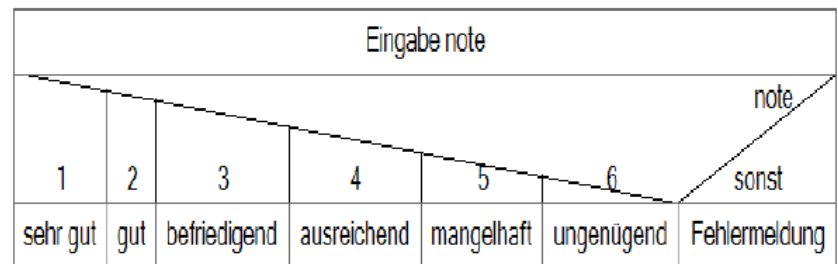 Eingabe note
note
1 2 3 4 5 6 sonst
sehr gut gut befriedigend ausreichend mangelhaft ungenügend Fehlermeldung